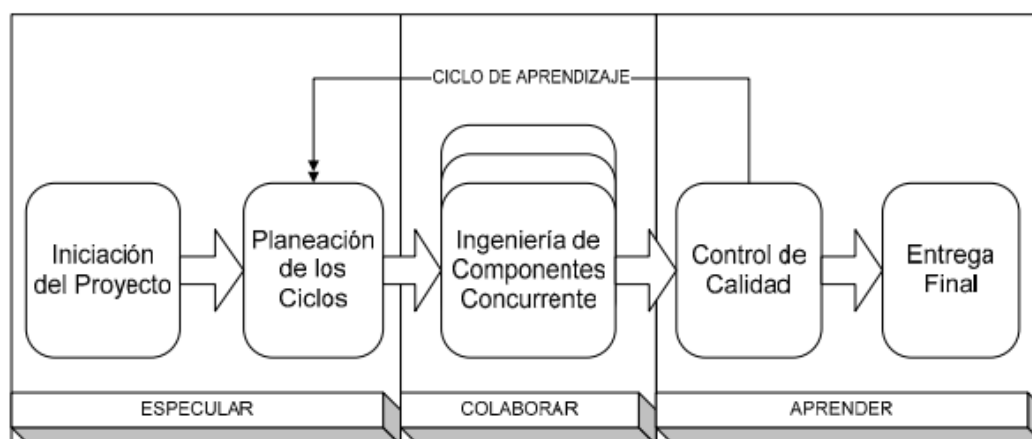 CICLO DE APRENDIZAJE
Iniciación
del Proyecto
Planeación
de los
Ciclos
Ingeniería de
Componentes
Concurrente
Control de
Calidad
Entrega
Final
ESPECULAR
COLABORAR
APRENDER